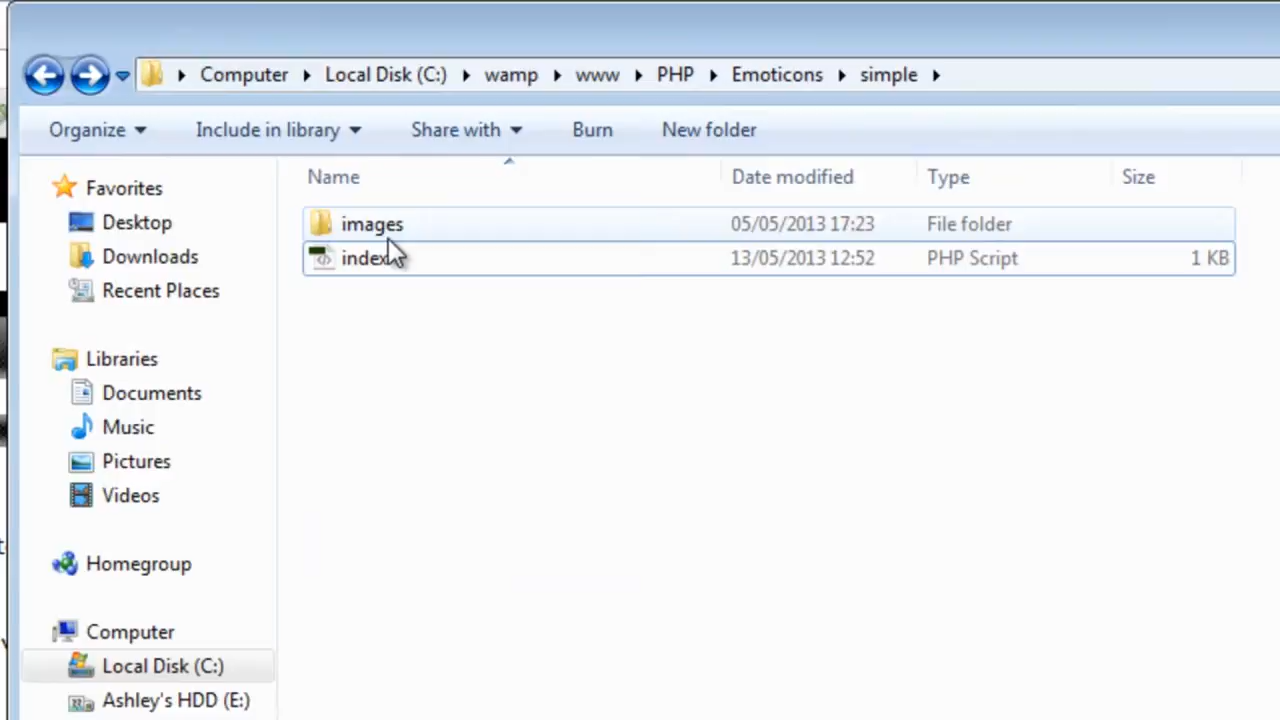 Computer Local Disk (C:) wamp www PHP Emoticons simple
Organize Include in library Share with Burn New folder
Name Date modified Type Size
images 05/05/2013 17:23 File folder
index 13/05/2013 12:52 PHP Script 1 KB
Favorites
Desktop
Downloads
Recent Places
Libraries
Documents
Music
Pictures
Videos
Homegroup
Computer
Local Disk (C:)
Ashley's HDD (E:)